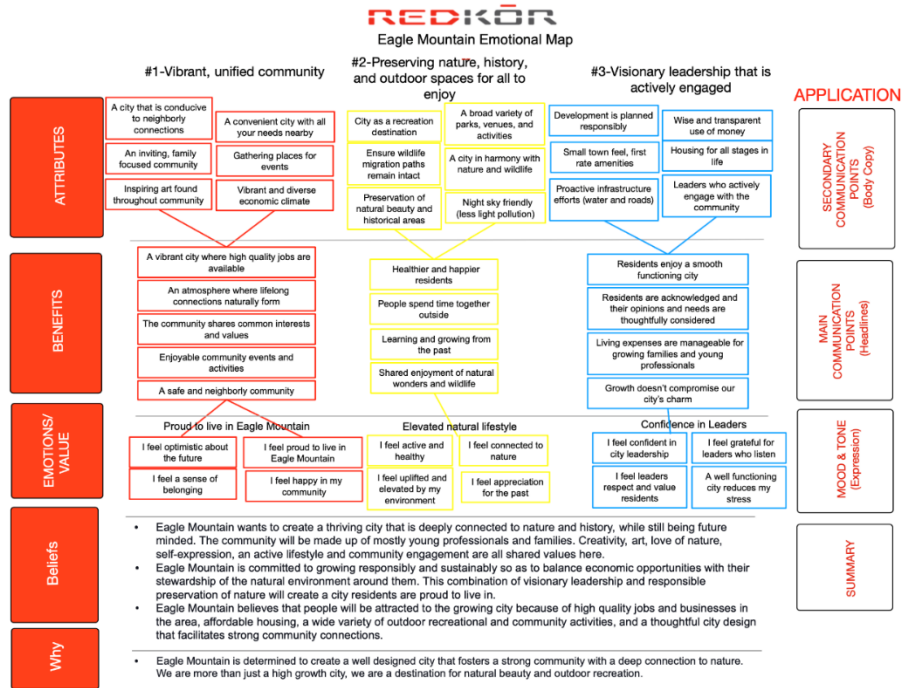 REDKŌR
Eagle Mountain Emotional Map
#1-Vibrant, unified community
#2-Preserving nature, history,
and outdoor spaces for all to
enjoy
#3-Visionary leadership that is
actively engaged
APPLICATION
ATTRIBUTES
A city that is conducive
to neighborly
connections
A convenient city with all
your needs nearby
An inviting, family
focused community
Gathering places for
events
Inspiring art found
throughout community
Vibrant and diverse
economic climate
City as a recreation
destination
A broad variety of
parks, venues, and
activities
Ensure wildlife
migration paths
remain intact
A city in harmony with
nature and wildlife
Preservation of
natural beauty and
historical areas
Night sky friendly
(less light pollution)
Development is planned
responsibly
Wise and transparent
use of money
Small town feel, first
rate amenities
Housing for all stages in
life
Proactive infrastructure
efforts (water and roads)
Leaders who actively
engage with the
community
SECONDARY
COMMUNICATION
POINTS
(Body Copy)
BENEFITS
A vibrant city where high quality jobs are
available
An atmosphere where lifelong
connections naturally form
The community shares common interests
and values
Enjoyable community events and
activities
A safe and neighborly community
Healthier and happier
residents
People spend time together
outside
Learning and growing from
the past
Shared enjoyment of natural
wonders and wildlife
Residents enjoy a smooth
functioning city
Residents are acknowledged and
their opinions and needs are
thoughtfully considered
Living expenses are manageable for
growing families and young
professionals
Growth doesn't compromise our
city's charm
MAIN
COMMUNICATION
POINTS
(Headlines)
EMOTIONS/
VALUE
Proud to live in Eagle Mountain
I feel optimistic about
the future
I feel proud to live in
Eagle Mountain
I feel a sense of
belonging
I feel happy in my
community
Elevated natural lifestyle
I feel active and
healthy
I feel connected to
nature
I feel uplifted and
elevated by my
environment
I feel appreciation
for the past
Confidence in Leaders
I feel confident in
city leadership
I feel grateful for
leaders who listen
I feel leaders
respect and value
residents
A well functioning
city reduces my
stress
MOOD & TONE
(Expression)
Beliefs
• Eagle Mountain wants to create a thriving city that is deeply connected to nature and history, while still being future
minded. The community will be made up of mostly young professionals and families. Creativity, art, love of nature,
self-expression, an active lifestyle and community engagement are all shared values here.
• Eagle Mountain is committed to growing responsibly and sustainably so as to balance economic opportunities with their
stewardship of the natural environment around them. This combination of visionary leadership and responsible
preservation of nature will create a city residents are proud to live in.
• Eagle Mountain believes that people will be attracted to the growing city because of high quality jobs and businesses in
the area, affordable housing, a wide variety of outdoor recreational and community activities, and a thoughtful city design
that facilitates strong community connections.
SUMMARY
Why
• Eagle Mountain is determined to create a well designed city that fosters a strong community with a deep connection to nature.
We are more than just a high growth city, we are a destination for natural beauty and outdoor recreation.